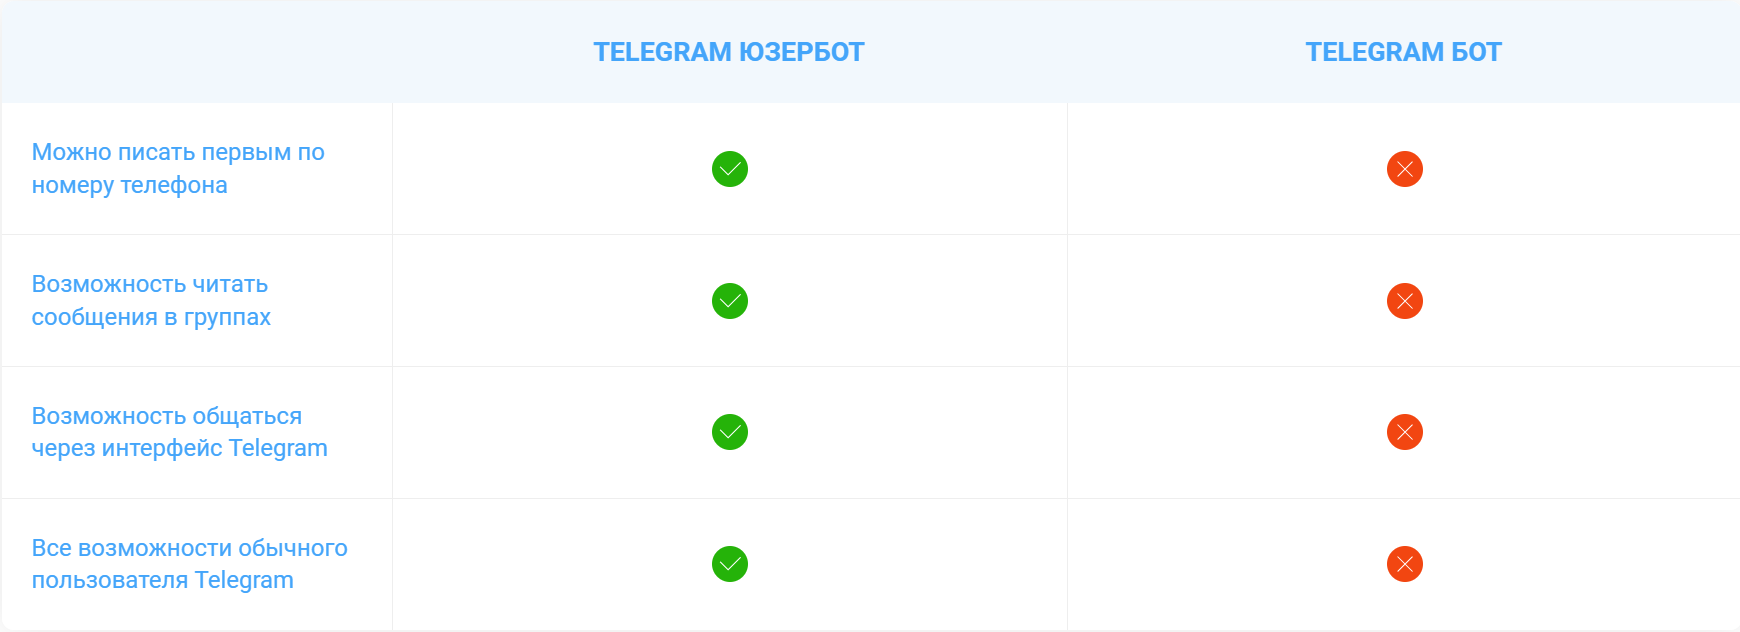 TELEGRAM ЮЗЕРБОТ
TELEGRAM БОТ
Можно писать первым по
номеру телефона
Возможность читать
сообщения в группах
Возможность общаться
через интерфейс Telegram
Все возможности обычного
пользователя Telegram